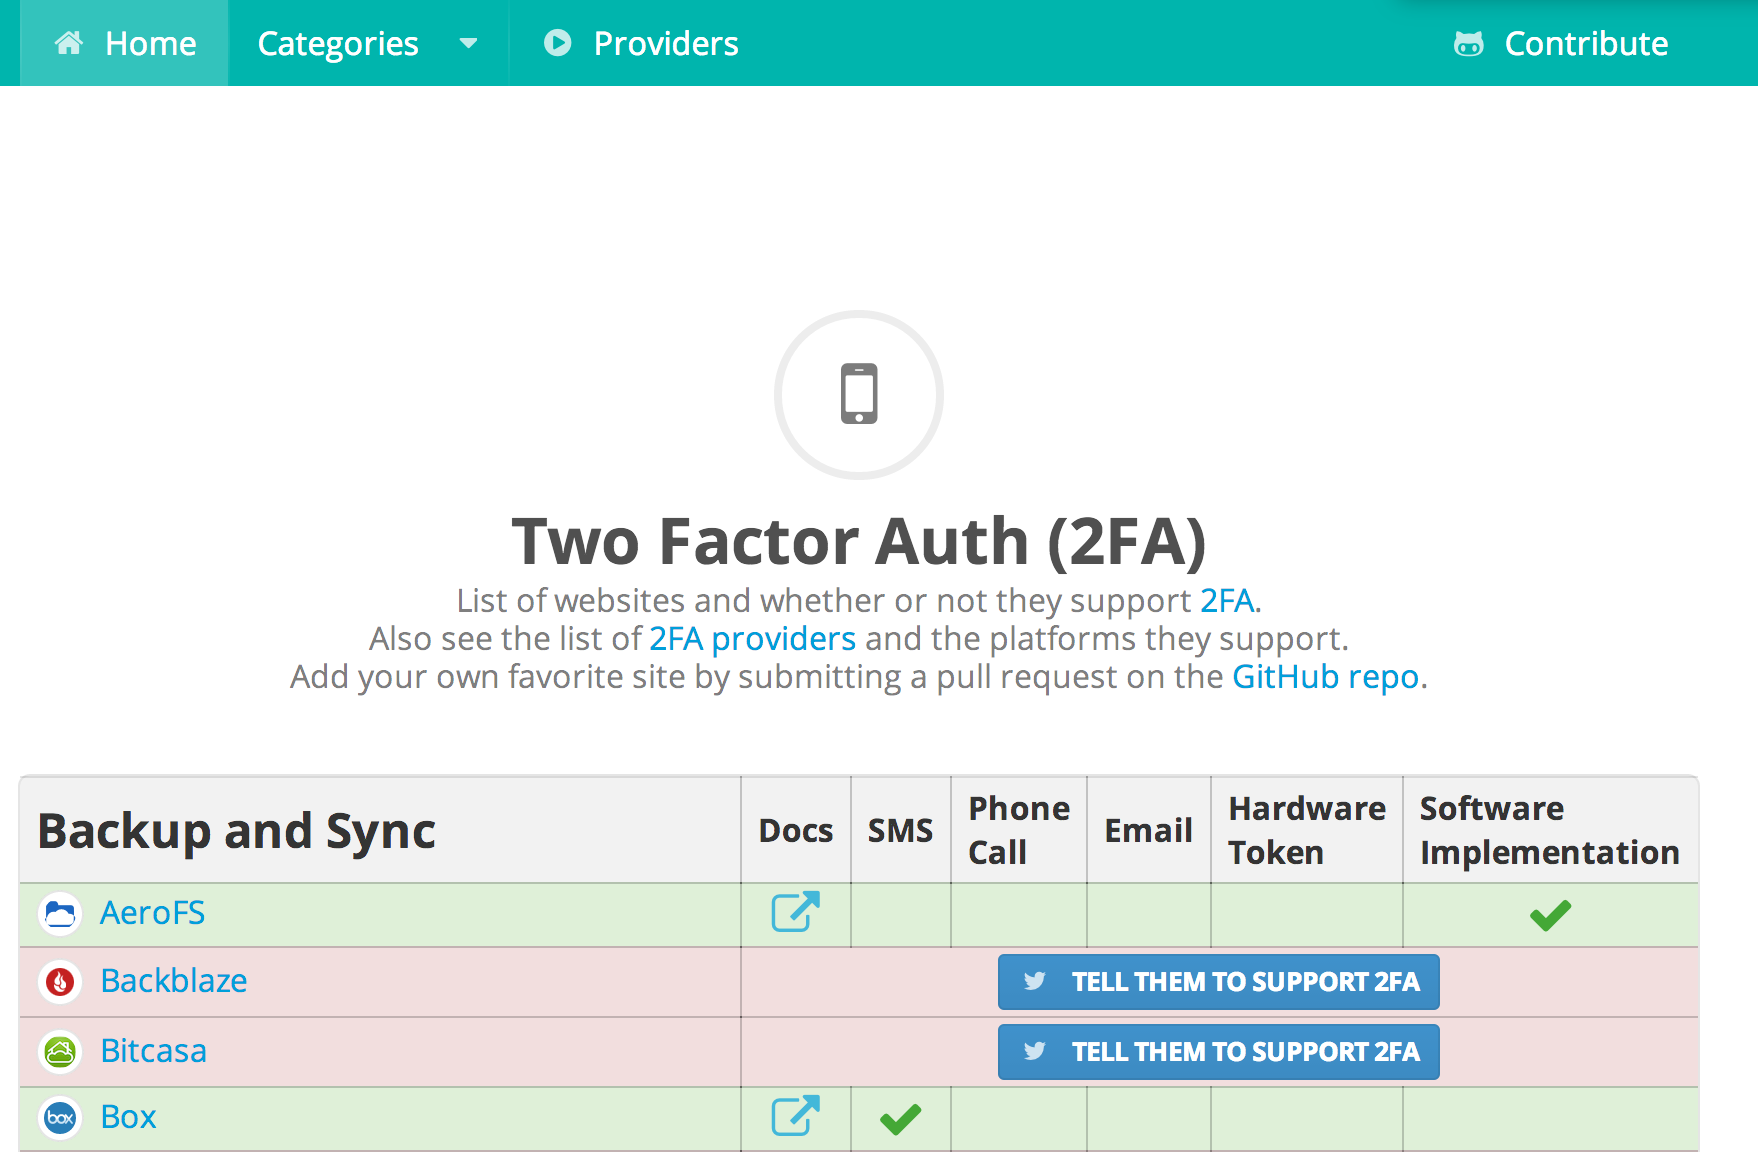 Home Categories Providers Contribute
Two Factor Auth (2FA)
List of websites and whether or not they support 2FA.
Also see the list of 2FA providers and the platforms they support.
Add your own favorite site by submitting a pull request on the GitHub repo.
Backup and Sync Docs SMS Phone Call Email Hardware Token Software Implementation
AeroFS
Backblaze TELL THEM TO SUPPORT 2FA
Bitcasa TELL THEM TO SUPPORT 2FA
box Box